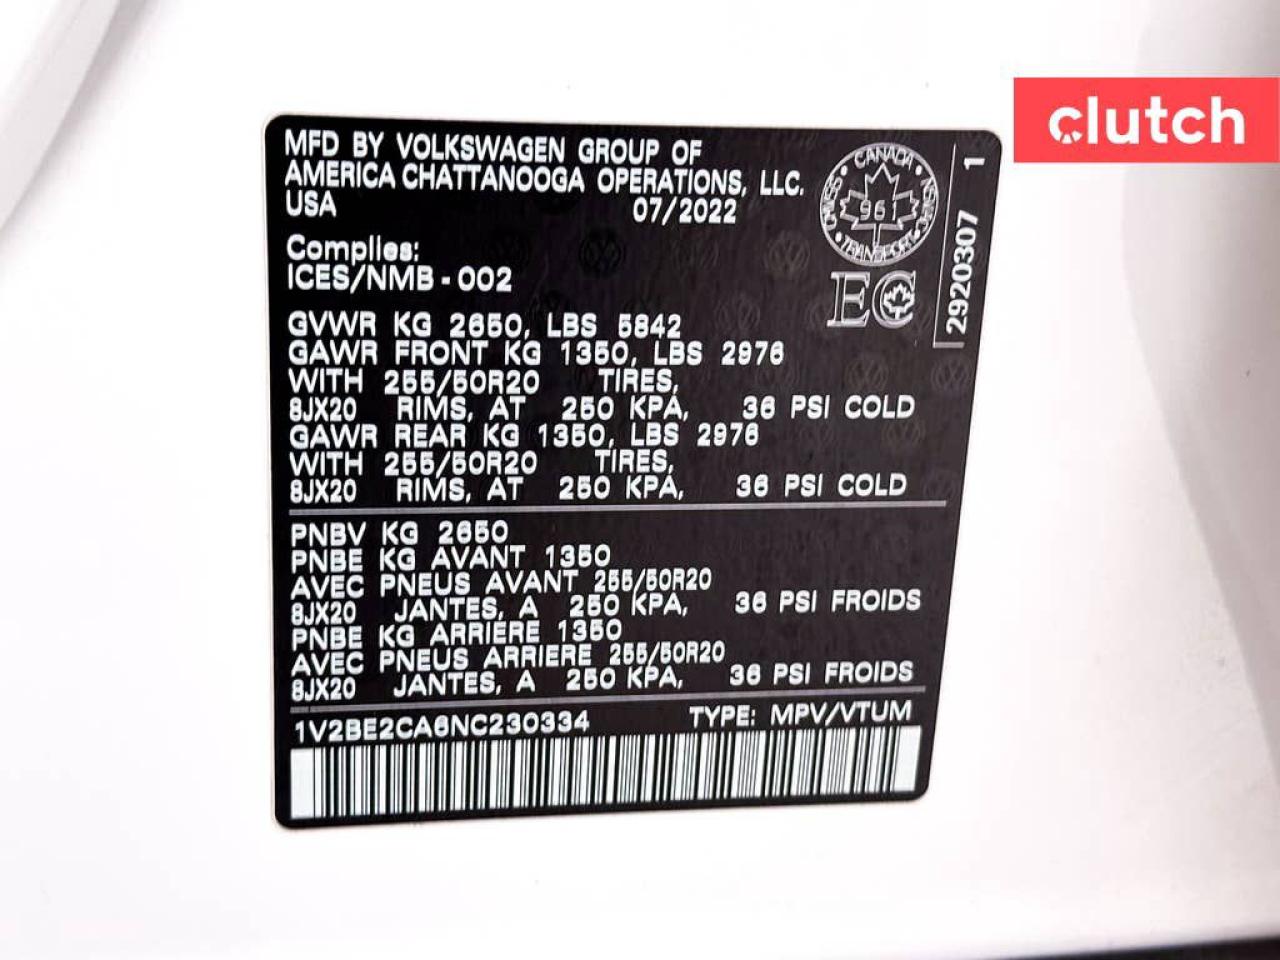 clutch
MFD BY VOLKSWAGEN GROUP OF
AMERICA CHATTANOOGA OPERATIONS, LLC.
USA 07/2022
Complies:
ICES/NMB - 002
GVWR KG 2650, LBS 5842
GAWR FRONT KG 1350, LBS 2976
WITH 255/50R20 TIRES,
8JX20 RIMS, AT 250 KPA, 36 PSI COLD
GAWR REAR KG 1350, LBS 2976
WITH 255/50R20 TIRES,
8JX20 RIMS, AT 250 KPA, 36 PSI COLD
PNBV KG 2650
PNBE KG AVANT 1350
AVEC PNEUS AVANT 255/50R20
8JX20 JANTES, A 250 KPA, 36 PSI FROIDS
PNBE KG ARRIERE 1350
AVEC PNEUS ARRIERE 255/50R20
8JX20 JANTES, A 250 KPA, 36 PSI FROIDS
1V2BE2CA6NC230334 TYPE: MPV/VTUM
CANADA
961
TRANSPORT
EC
2920307 1